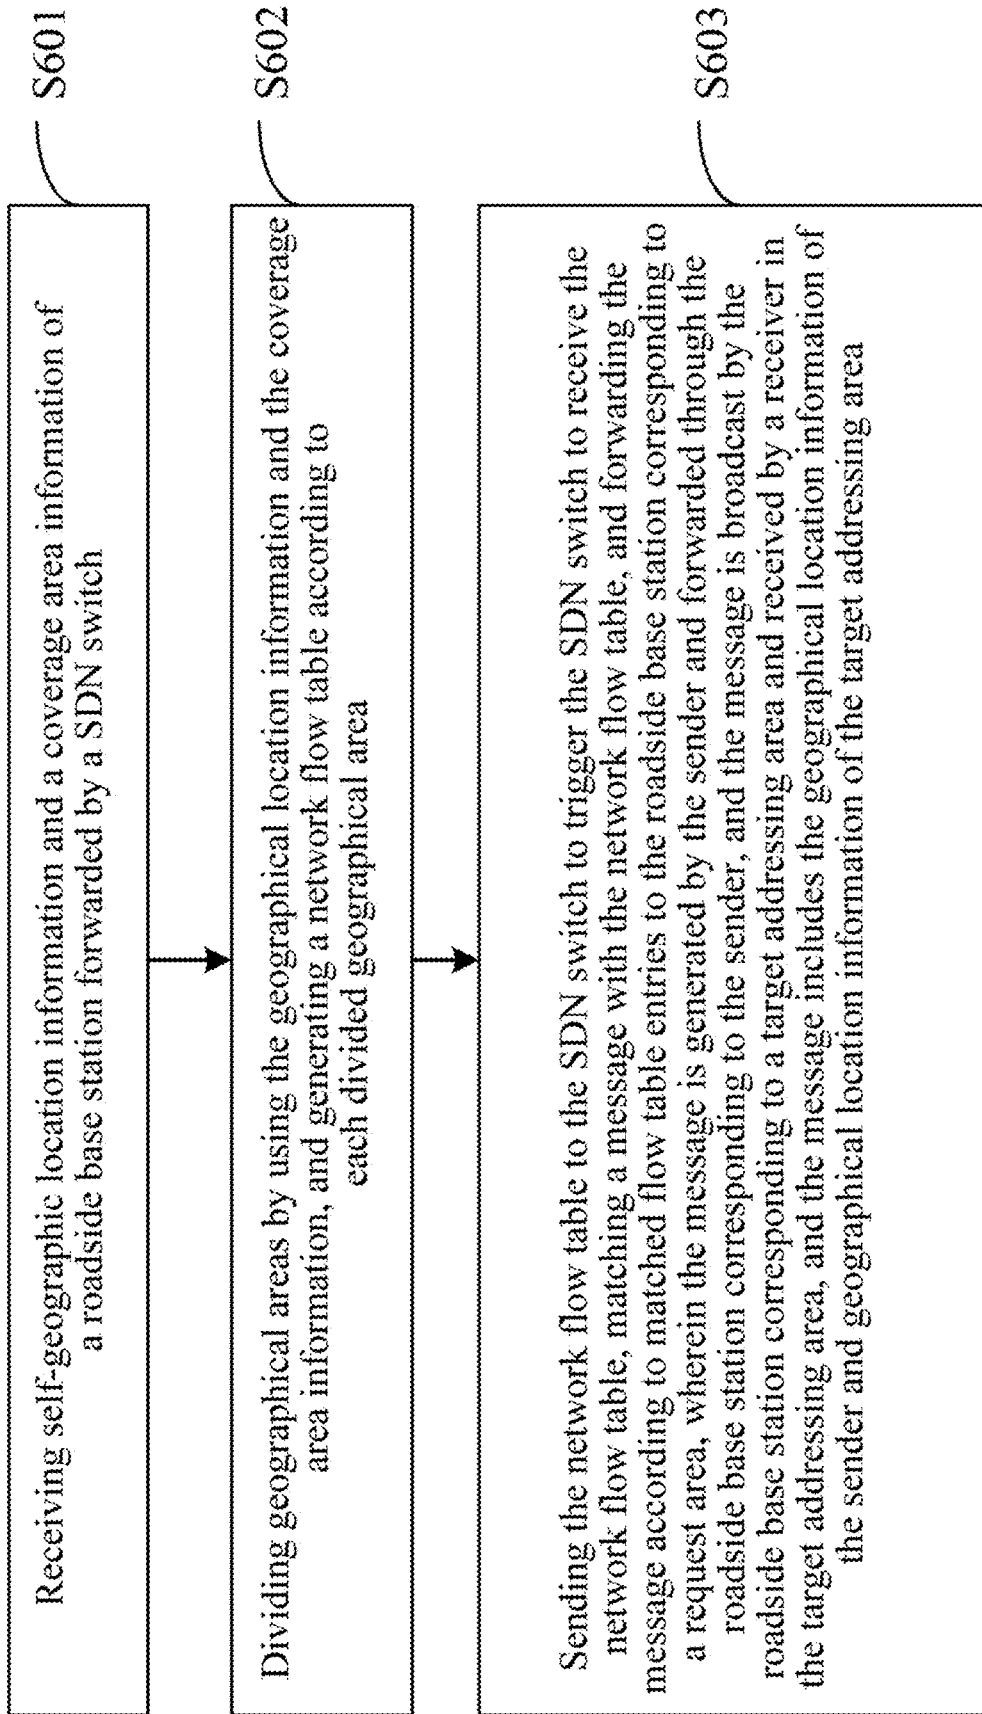 Receiving self-geographic location information and a coverage area information of
a roadside base station forwarded by a SDN switch
S601
Dividing geographical areas by using the geographical location information and the coverage
area information, and generating a network flow table according to
each divided geographical area
S602
Sending the network flow table to the SDN switch to trigger the SDN switch to receive the
network flow table, matching a message with the network flow table, and forwarding the
message according to matched flow table entries to the roadside base station corresponding to
a request area, wherein the message is generated by the sender and forwarded through the
roadside base station corresponding to the sender, and the message is broadcast by the
roadside base station corresponding to a target addressing area and received by a receiver in
the target addressing area, and the message includes the geographical location information of
the sender and geographical location information of the target addressing area
S603